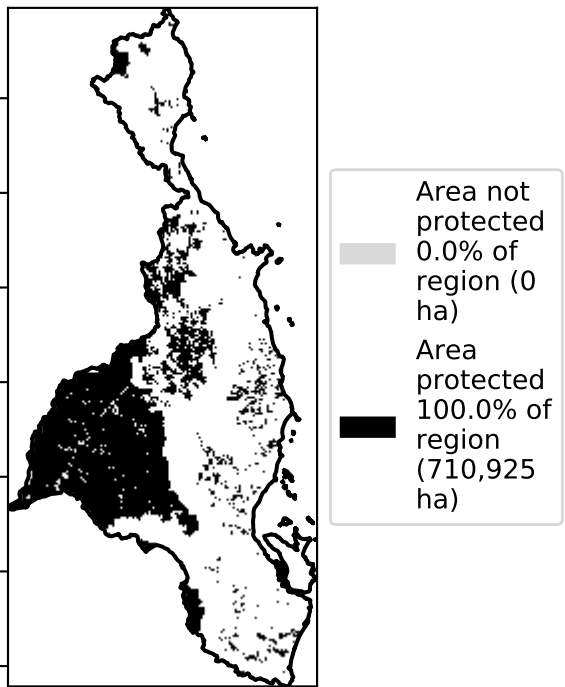 Area not
protected
0.0% of
region (0
ha)
Area
protected
100.0% of
region
(710,925
ha)